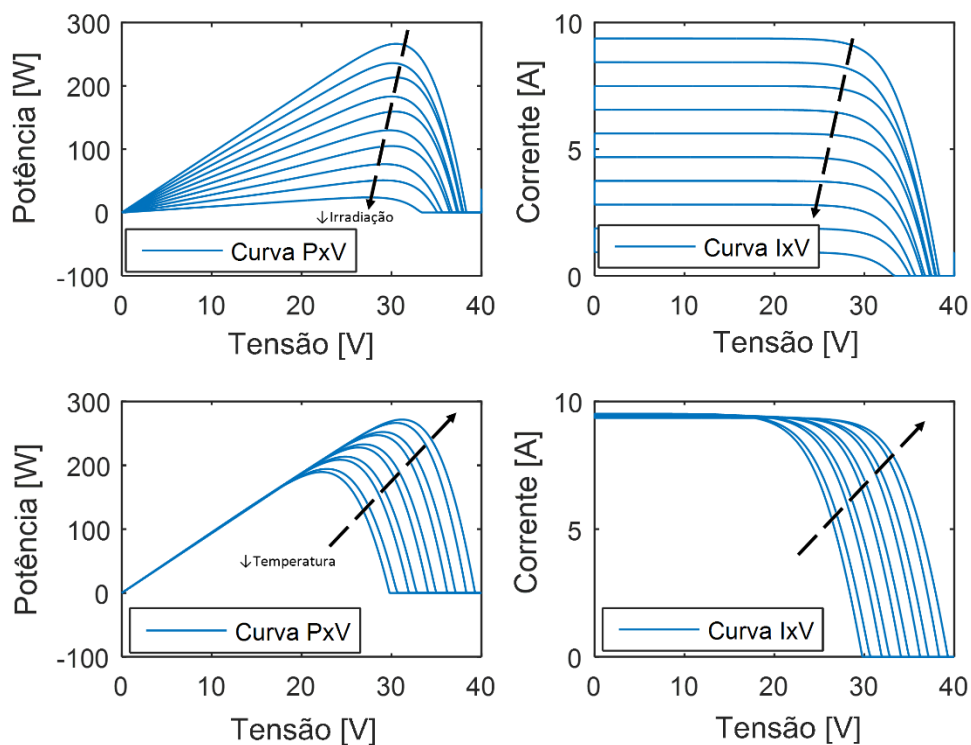 Potência [W]
300
200
100
0
-100
↓Irradiação
Curva PxV
0 10 20 30 40
Tensão [V]
Corrente [A]
10
5
0
Curva IxV
0 10 20 30 40
Tensão [V]
Potência [W]
300
200
100
0
-100
↓Temperatura
Curva PxV
0 10 20 30 40
Tensão [V]
Corrente [A]
10
5
0
Curva IxV
0 10 20 30 40
Tensão [V]